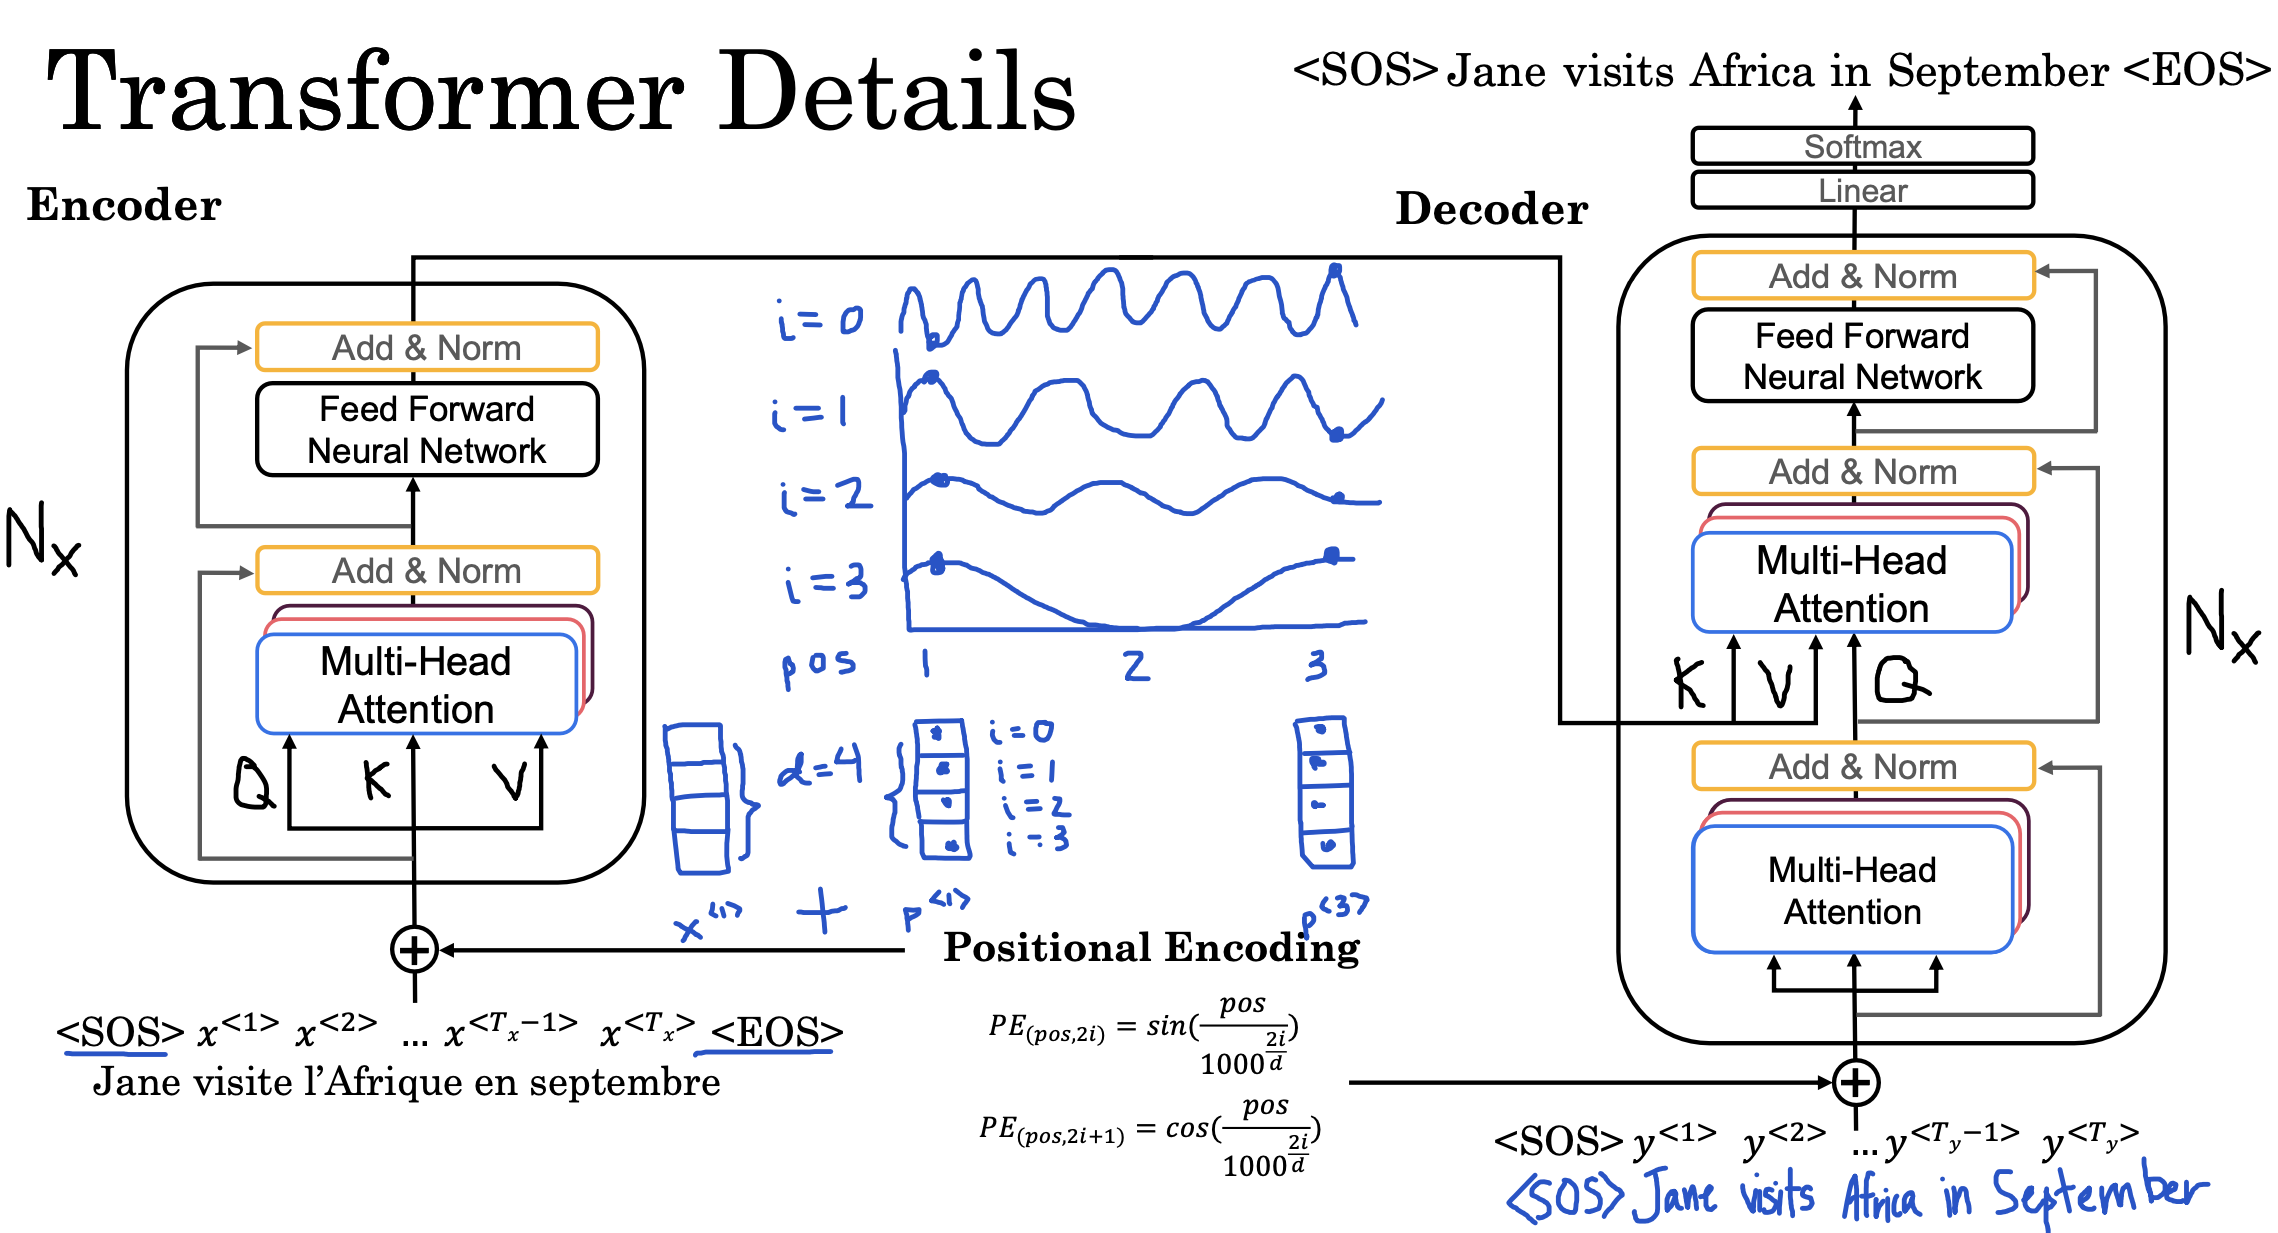 Transformer Details
<SOS> Jane visits Africa in September <EOS>
Softmax
Linear
Encoder
Decoder
Add & Norm
Feed Forward
Neural Network
Add & Norm
Multi-Head
Attention
Q K V
Nx
<SOS> x<1> x<2> ... x<Tx−1> x<Tx> <EOS>
Jane visite l’Afrique en septembre
i=0
i=1
i=2
i=3
pos 1 2 3
d=4
i=0
i=1
i=2
i=3
x<1> + p<1>
p<3>
Positional Encoding
PE(pos,2i) = sin(pos/1000^(2i/d))
PE(pos,2i+1) = cos(pos/1000^(2i/d))
Add & Norm
Feed Forward
Neural Network
Add & Norm
Multi-Head
Attention
K V Q
Nx
Add & Norm
Multi-Head
Attention
<SOS> y<1> y<2> ... y<Ty−1> y<Ty>
<SOS> Jane visits Africa in September